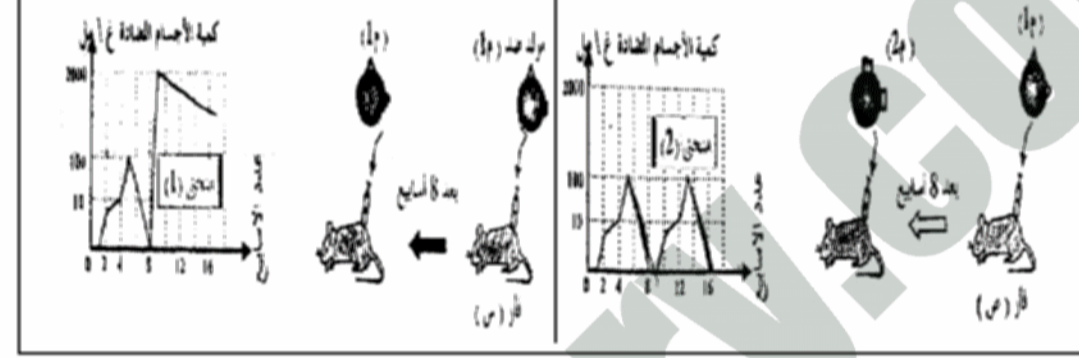 (م1)
(م2)
كمية الأجسام المضادة غ / مل
2000
100
10
منحنى (2)
0 2 4 8 12 16
عدد الأسابيع
بعد 8 أسابيع
فأر (ص)
مولد ضد (م1)
(م1)
كمية الأجسام المضادة غ / مل
2000
100
10
منحنى (1)
0 2 4 8 12 16
عدد الأسابيع
بعد 8 أسابيع
فأر (س)